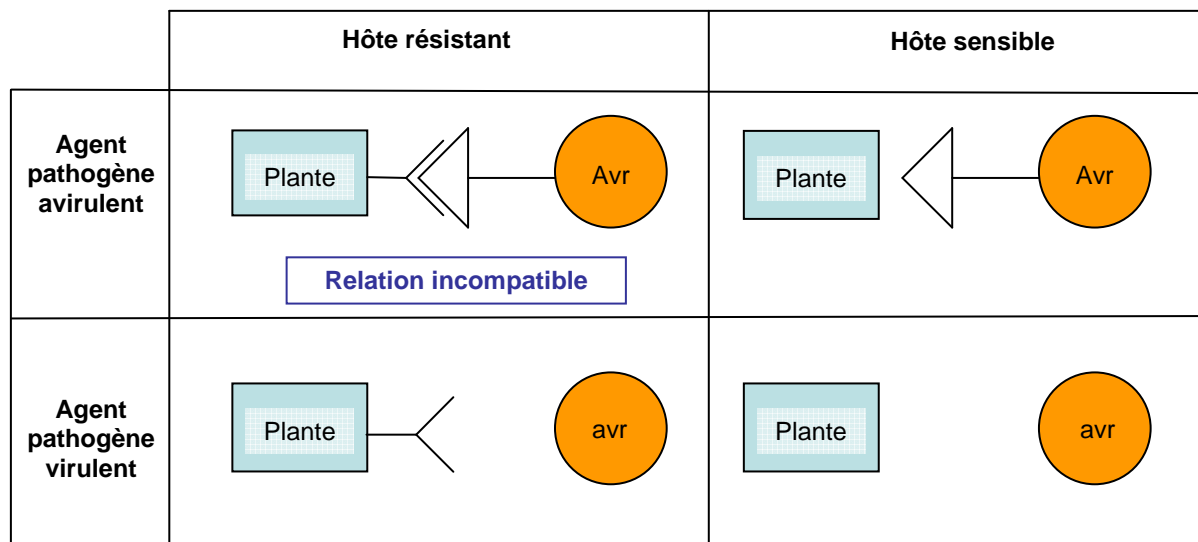 Hôte résistant
Hôte sensible
Agent
pathogène
avirulent
Plante
Avr
Plante
Avr
Relation incompatible
Agent
pathogène
virulent
Plante
avr
Plante
avr